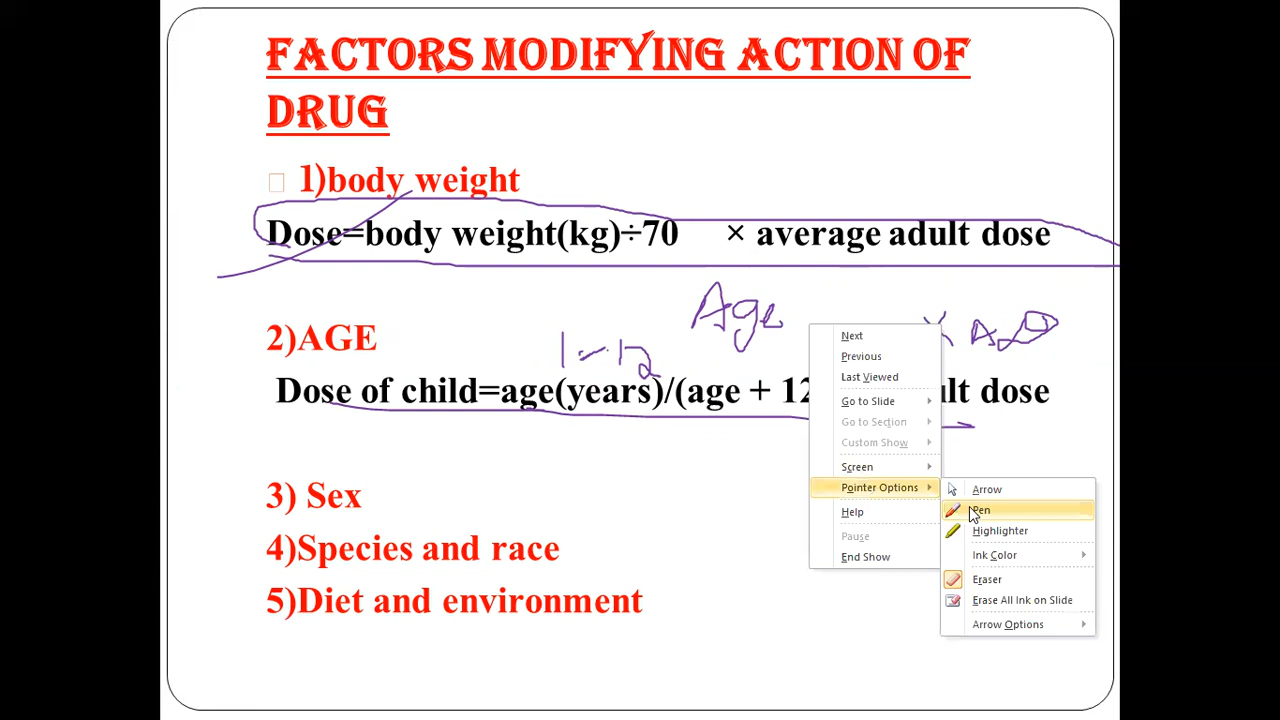 FACTORS MODIFYING ACTION OF
DRUG
1)body weight
Dose=body weight(kg)÷70 × average adult dose
Age
2)AGE
1-12
Dose of child=age(years)/(age + 12 ult dose
3) Sex
4)Species and race
5)Diet and environment
Next
Previous
Last Viewed
Go to Slide
Go to Section
Custom Show
Screen
Pointer Options
Help
Pause
End Show
Arrow
Pen
Highlighter
Ink Color
Eraser
Erase All Ink on Slide
Arrow Options